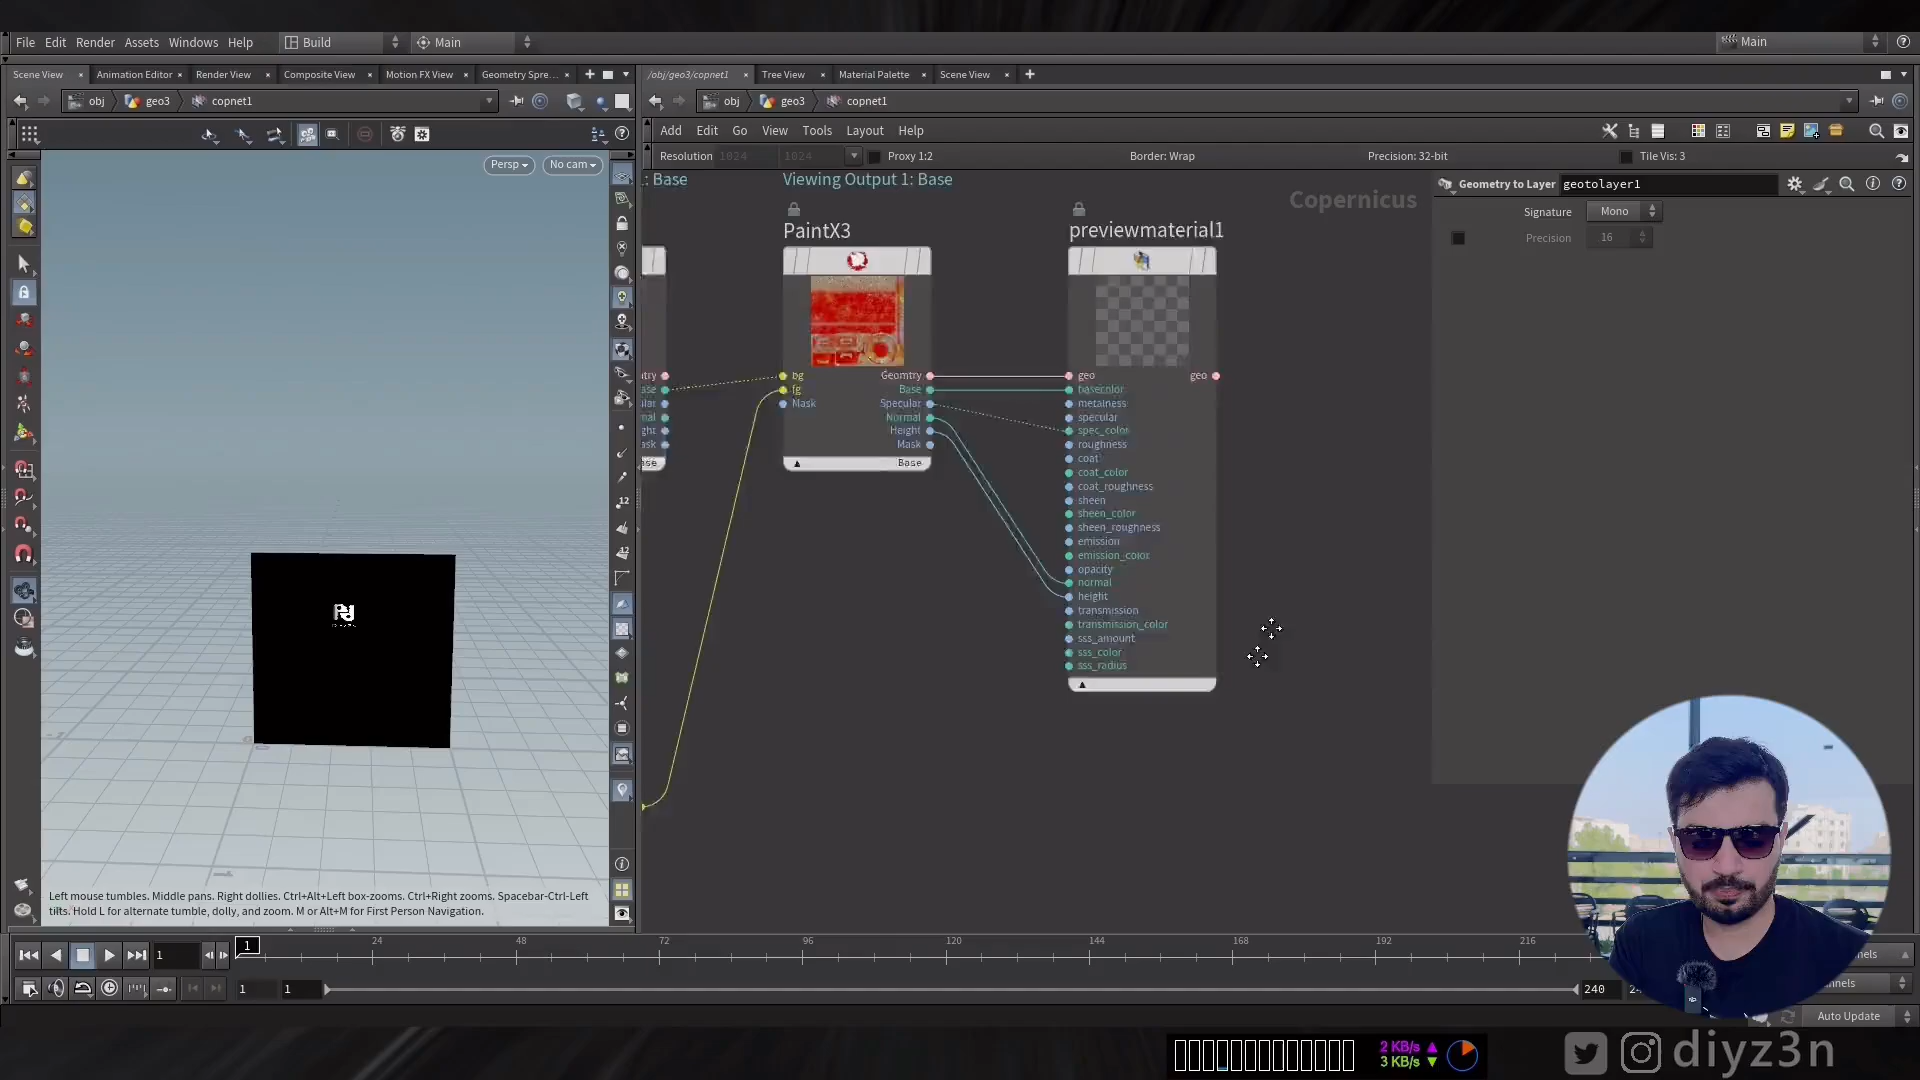 File Edit Render Assets Windows Help Build Main Main
Scene View Animation Editor Render View Composite View Motion FX View Geometry Spre... /obj/geo3/copnet1 Tree View Material Palette Scene View
obj geo3 copnet1 obj geo3 copnet1
Add Edit Go View Tools Layout Help
Resolution 1024 1024 Proxy 1:2 Border: Wrap Precision: 32-bit Tile Vis: 3
Persp No cam
: Base Viewing Output 1: Base
Copernicus
Geometry to Layer geotolayer1
Signature Mono
Precision 16
PaintX3
previewmaterial1
bg
fg
Mask
Geomtry
Base
Specular
Normal
Height
Mask
Base
geo geo
basecolor
metalness
specular
spec_color
roughness
coat
coat_color
coat_roughness
sheen
sheen_color
sheen_roughness
emission
emission_color
opacity
normal
height
transmission
transmission_color
sss_amount
sss_color
sss_radius
Left mouse tumbles. Middle pans. Right dollies. Ctrl+Alt+Left box-zooms. Ctrl+Right zooms. Spacebar-Ctrl-Left
tilts. Hold L for alternate tumble, dolly, and zoom. M or Alt+M for First Person Navigation.
1 1 24 48 72 96 120 144 168 192 216
1 1 240
Auto Update
2 KB/s
3 KB/s
diyz3n